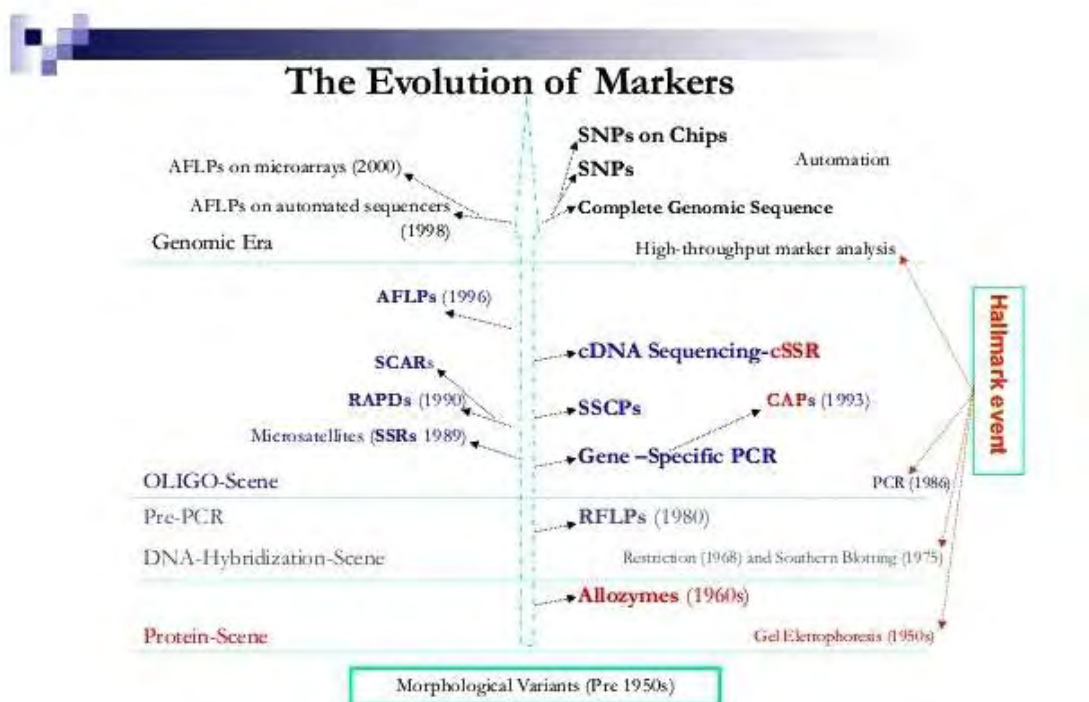 The Evolution of Markers
SNPs on Chips
Automation
AFLPs on microarrays (2000)
SNPs
AFLPs on automated sequencers
(1998)
Complete Genomic Sequence
Genomic Era
High-throughput marker analysis
AFLPs (1996)
Hallmark event
cDNA Sequencing-cSSR
SCARs
RAPDs (1990)
SSCPs
CAPs (1993)
Microsatellites (SSRs 1989)
Gene –Specific PCR
OLIGO-Scene
PCR (1986)
Pre-PCR
RFLPs (1980)
DNA-Hybridization-Scene
Restriction (1968) and Southern Blotting (1975)
Allozymes (1960s)
Protein-Scene
Gel Eletrophoresis (1950s)
Morphological Variants (Pre 1950s)